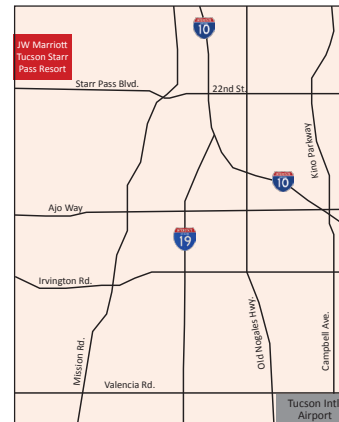 10
JW Marriott
Tucson Starr
Pass Resort
Starr Pass Blvd.
22nd St.
Kino Parkway
10
Ajo Way
19
Irvington Rd.
Mission Rd.
Old Nogales Hwy.
Campbell Ave.
Valencia Rd.
Tucson Intl.
Airport